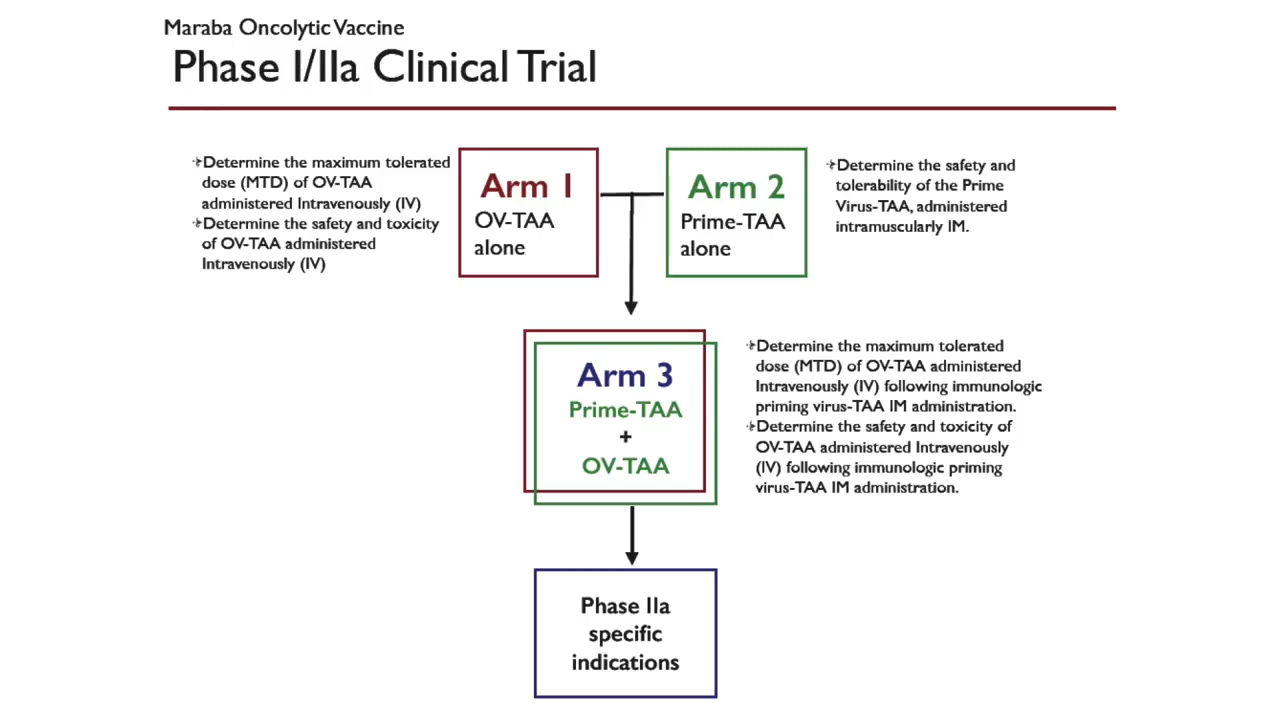 Maraba Oncolytic Vaccine
Phase I/IIa Clinical Trial
Determine the maximum tolerated
dose (MTD) of OV-TAA
administered Intravenously (IV)
Determine the safety and toxicity
of OV-TAA administered
Intravenously (IV)
Arm 1
OV-TAA
alone
Arm 2
Prime-TAA
alone
Determine the safety and
tolerability of the Prime
Virus-TAA, administered
intramuscularly IM.
Arm 3
Prime-TAA
+
OV-TAA
Determine the maximum tolerated
dose (MTD) of OV-TAA administered
Intravenously (IV) following immunologic
priming virus-TAA IM administration.
Determine the safety and toxicity of
OV-TAA administered Intravenously
(IV) following immunologic priming
virus-TAA IM administration.
Phase IIa
specific
indications